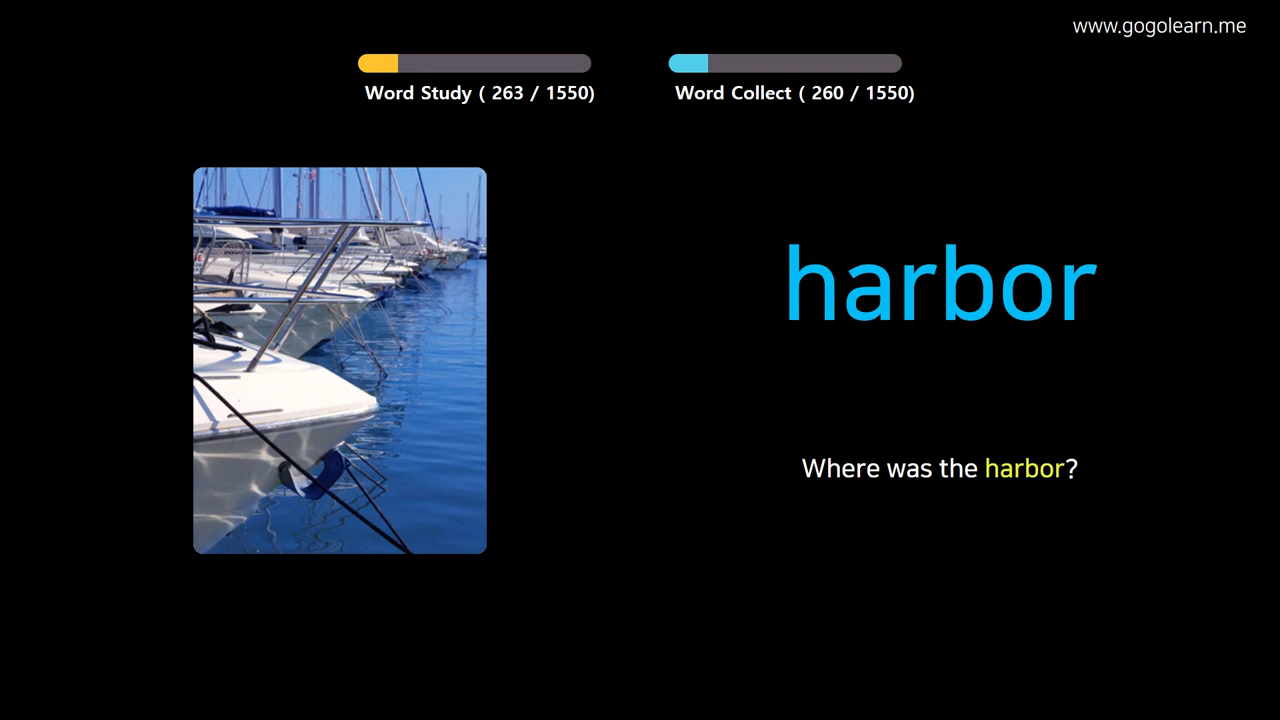 www.gogolearn.me
Word Study ( 263 / 1550)
Word Collect ( 260 / 1550)
harbor
Where was the harbor?